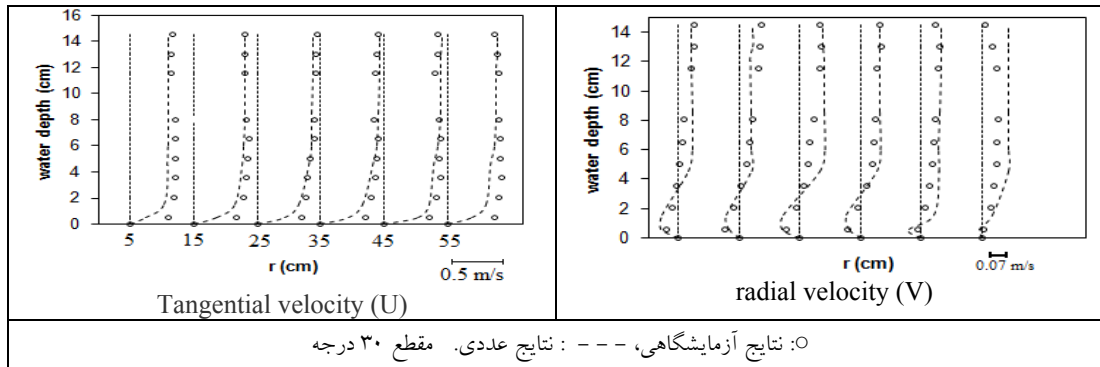 16
14
12
10
8
6
4
2
0
water depth (cm)
5 15 25 35 45 55
r (cm)
0.5 m/s
Tangential velocity (U)
14
12
10
8
6
4
2
0
water depth (cm)
r (cm)
0.07 m/s
radial velocity (V)
○: نتایج آزمایشگاهی، - - - : نتایج عددی. مقطع ۳۰ درجه